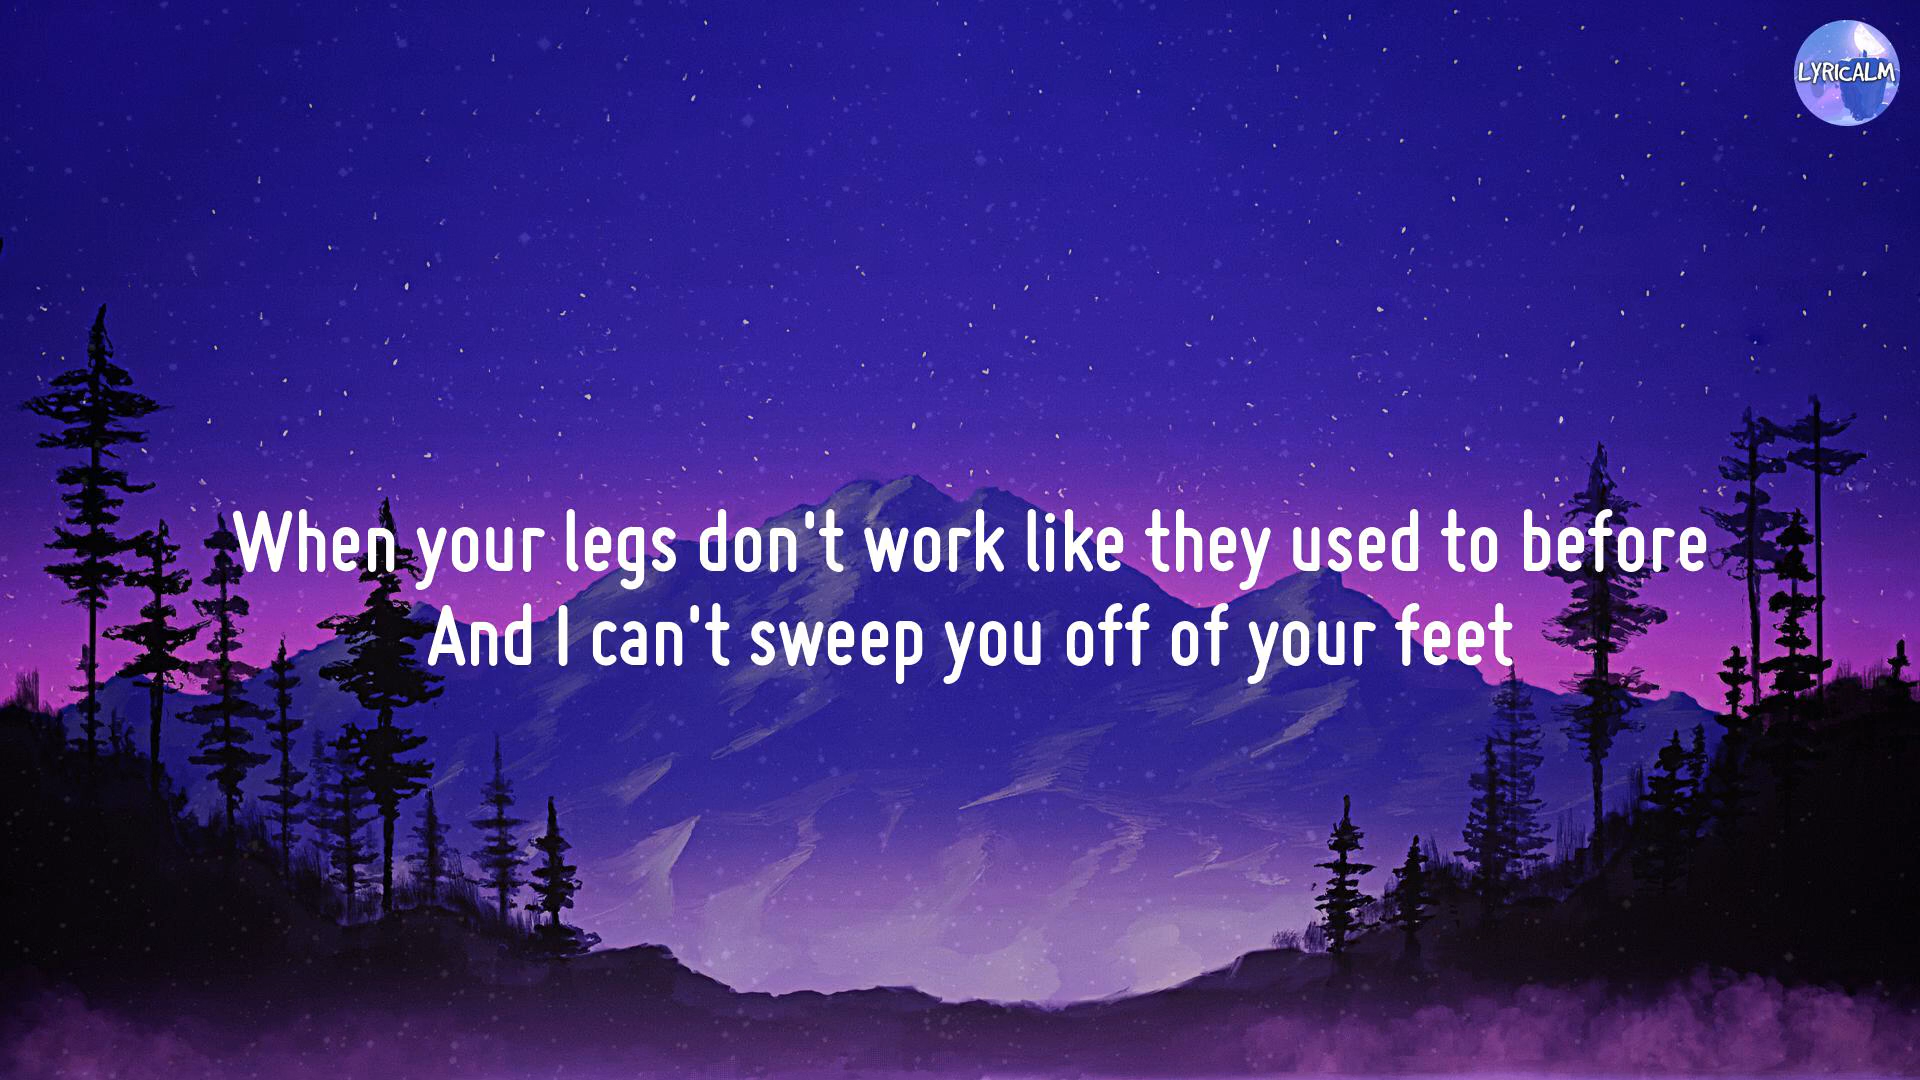 LYRICALM
When your legs don't work like they used to before
And I can't sweep you off of your feet